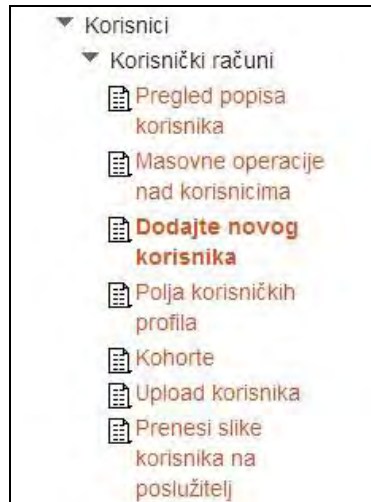 Korisnici
Korisnički računi
Pregled popisa
korisnika
Masovne operacije
nad korisnicima
Dodajte novog
korisnika
Polja korisničkih
profila
Kohorte
Upload korisnika
Prenesi slike
korisnika na
poslužitelj